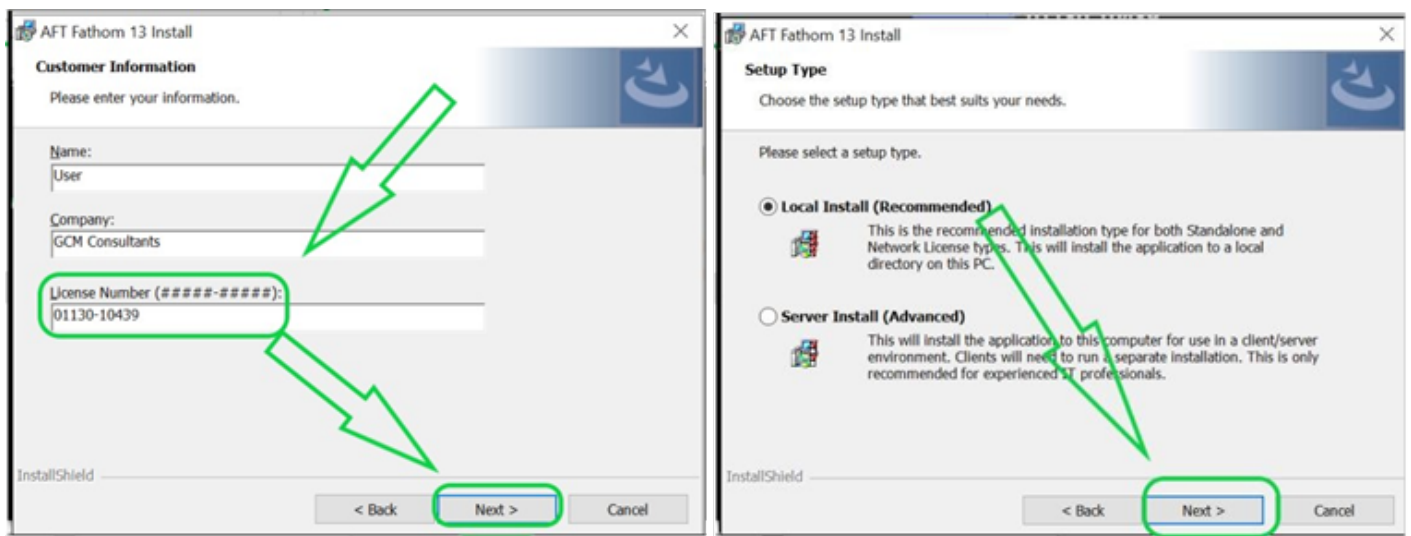 AFT Fathom 13 Install
Customer Information
Please enter your information.
Name:
User
Company:
GCM Consultants
License Number (#####-#####):
01130-10439
InstallShield
< Back
Next >
Cancel
AFT Fathom 13 Install
Setup Type
Choose the setup type that best suits your needs.
Please select a setup type.
Local Install (Recommended)
This is the recommended installation type for both Standalone and
Network License types. This will install the application to a local
directory on this PC.
Server Install (Advanced)
This will install the application to this computer for use in a client/server
environment. Clients will need to run a separate installation. This is only
recommended for experienced IT professionals.
InstallShield
< Back
Next >
Cancel